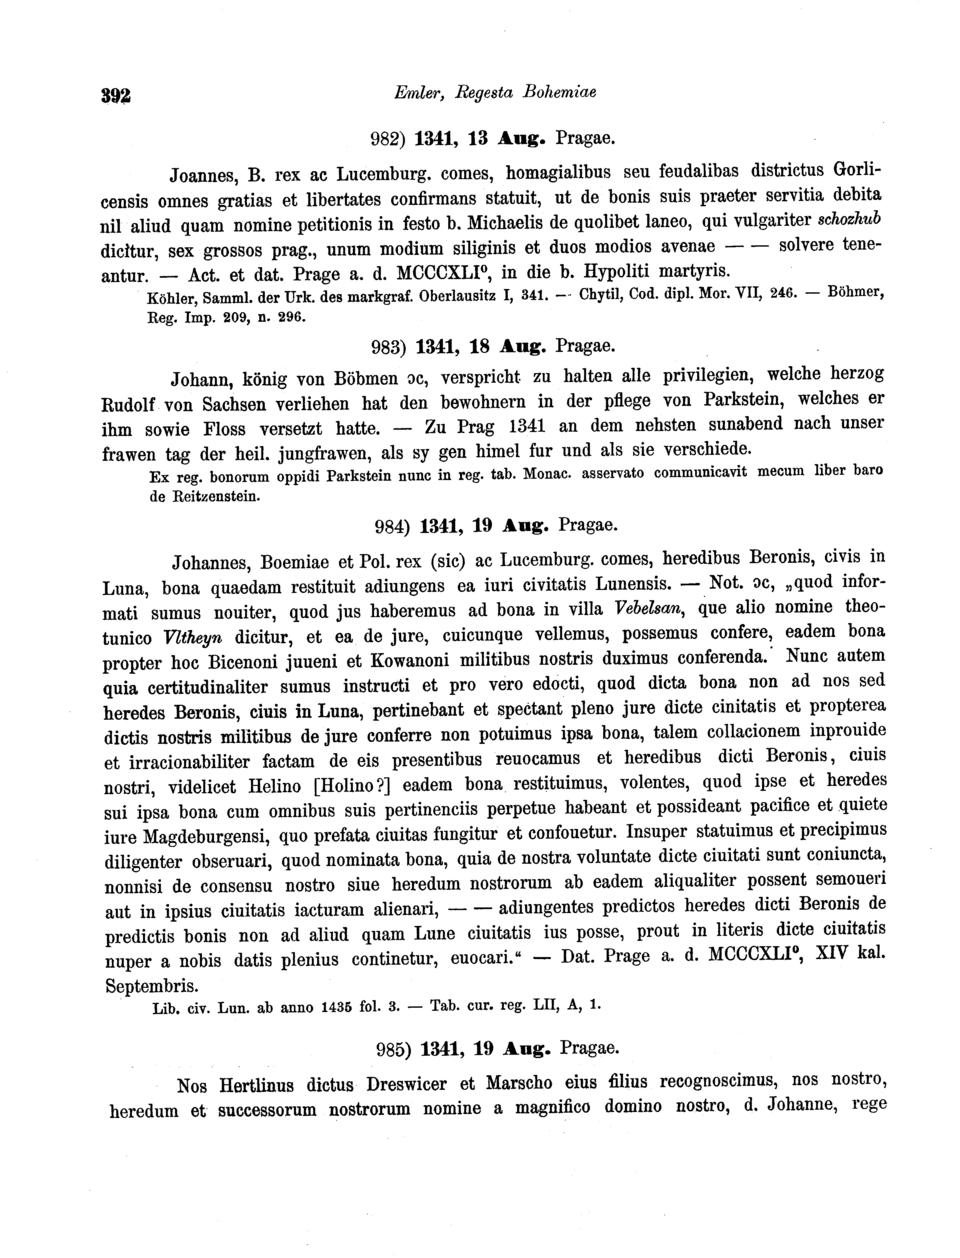 392
Emler, Regesta Bohemiae
982) 1341, 13 Aug. Pragae.
Joannes, B. rex ac Lucemburg. comes, homagialibus seu feudalibas districtus Gorli-
censis omnes gratias et libertates confirmans statuit, ut de bonis suis praeter servitia debita
nil aliud quam nomine petitionis in festo b. Michaelis de quolibet laneo, qui vulgariter schozhub
dicitur, sex grossos prag., unum modium siliginis et duos modios avenae — — solvere tene-
antur. — Act. et dat. Prage a. d. MCCCXLI⁰, in die b. Hypoliti martyris.
Köhler, Samml. der Urk. des markgraf. Oberlausitz I, 341. — Chytil, Cod. dipl. Mor. VII, 246. — Böhmer,
Reg. Imp. 209, n. 296.
983) 1341, 18 Aug. Pragae.
Johann, könig von Böbmen ɔc, verspricht zu halten alle privilegien, welche herzog
Rudolf von Sachsen verliehen hat den bewohnern in der pflege von Parkstein, welches er
ihm sowie Floss versetzt hatte. — Zu Prag 1341 an dem nehsten sunabend nach unser
frawen tag der heil. jungfrawen, als sy gen himel fur und als sie verschiede.
Ex reg. bonorum oppidi Parkstein nunc in reg. tab. Monac. asservato communicavit mecum liber baro
de Reitzenstein.
984) 1341, 19 Aug. Pragae.
Johannes, Boemiae et Pol. rex (sic) ac Lucemburg. comes, heredibus Beronis, civis in
Luna, bona quaedam restituit adiungens ea iuri civitatis Lunensis. — Not. ɔc, „quod infor-
mati sumus nouiter, quod jus haberemus ad bona in villa Vebelsan, que alio nomine theo-
tunico Vltheyn dicitur, et ea de jure, cuicunque vellemus, possemus confere, eadem bona
propter hoc Bicenoni juueni et Kowanoni militibus nostris duximus conferenda. Nunc autem
quia certitudinaliter sumus instructi et pro vero edocti, quod dicta bona non ad nos sed
heredes Beronis, ciuis in Luna, pertinebant et spectant pleno jure dicte cinitatis et propterea
dictis nostris militibus de jure conferre non potuimus ipsa bona, talem collacionem inprouide
et irracionabiliter factam de eis presentibus reuocamus et heredibus dicti Beronis, ciuis
nostri, videlicet Helino [Holino?] eadem bona restituimus, volentes, quod ipse et heredes
sui ipsa bona cum omnibus suis pertinenciis perpetue habeant et possideant pacifice et quiete
iure Magdeburgensi, quo prefata ciuitas fungitur et confouetur. Insuper statuimus et precipimus
diligenter obseruari, quod nominata bona, quia de nostra voluntate dicte ciuitati sunt coniuncta,
nonnisi de consensu nostro siue heredum nostrorum ab eadem aliqualiter possent semoueri
aut in ipsius ciuitatis iacturam alienari, — — adiungentes predictos heredes dicti Beronis de
predictis bonis non ad aliud quam Lune ciuitatis ius posse, prout in literis dicte ciuitatis
nuper a nobis datis plenius continetur, euocari.“ — Dat. Prage a. d. MCCCXLI⁰, XIV kal.
Septembris.
Lib. civ. Lun. ab anno 1435 fol. 3. — Tab. cur. reg. LII, A, 1.
985) 1341, 19 Aug. Pragae.
Nos Hertlinus dictus Dreswicer et Marscho eius filius recognoscimus, nos nostro,
heredum et successorum nostrorum nomine a magnifico domino nostro, d. Johanne, rege